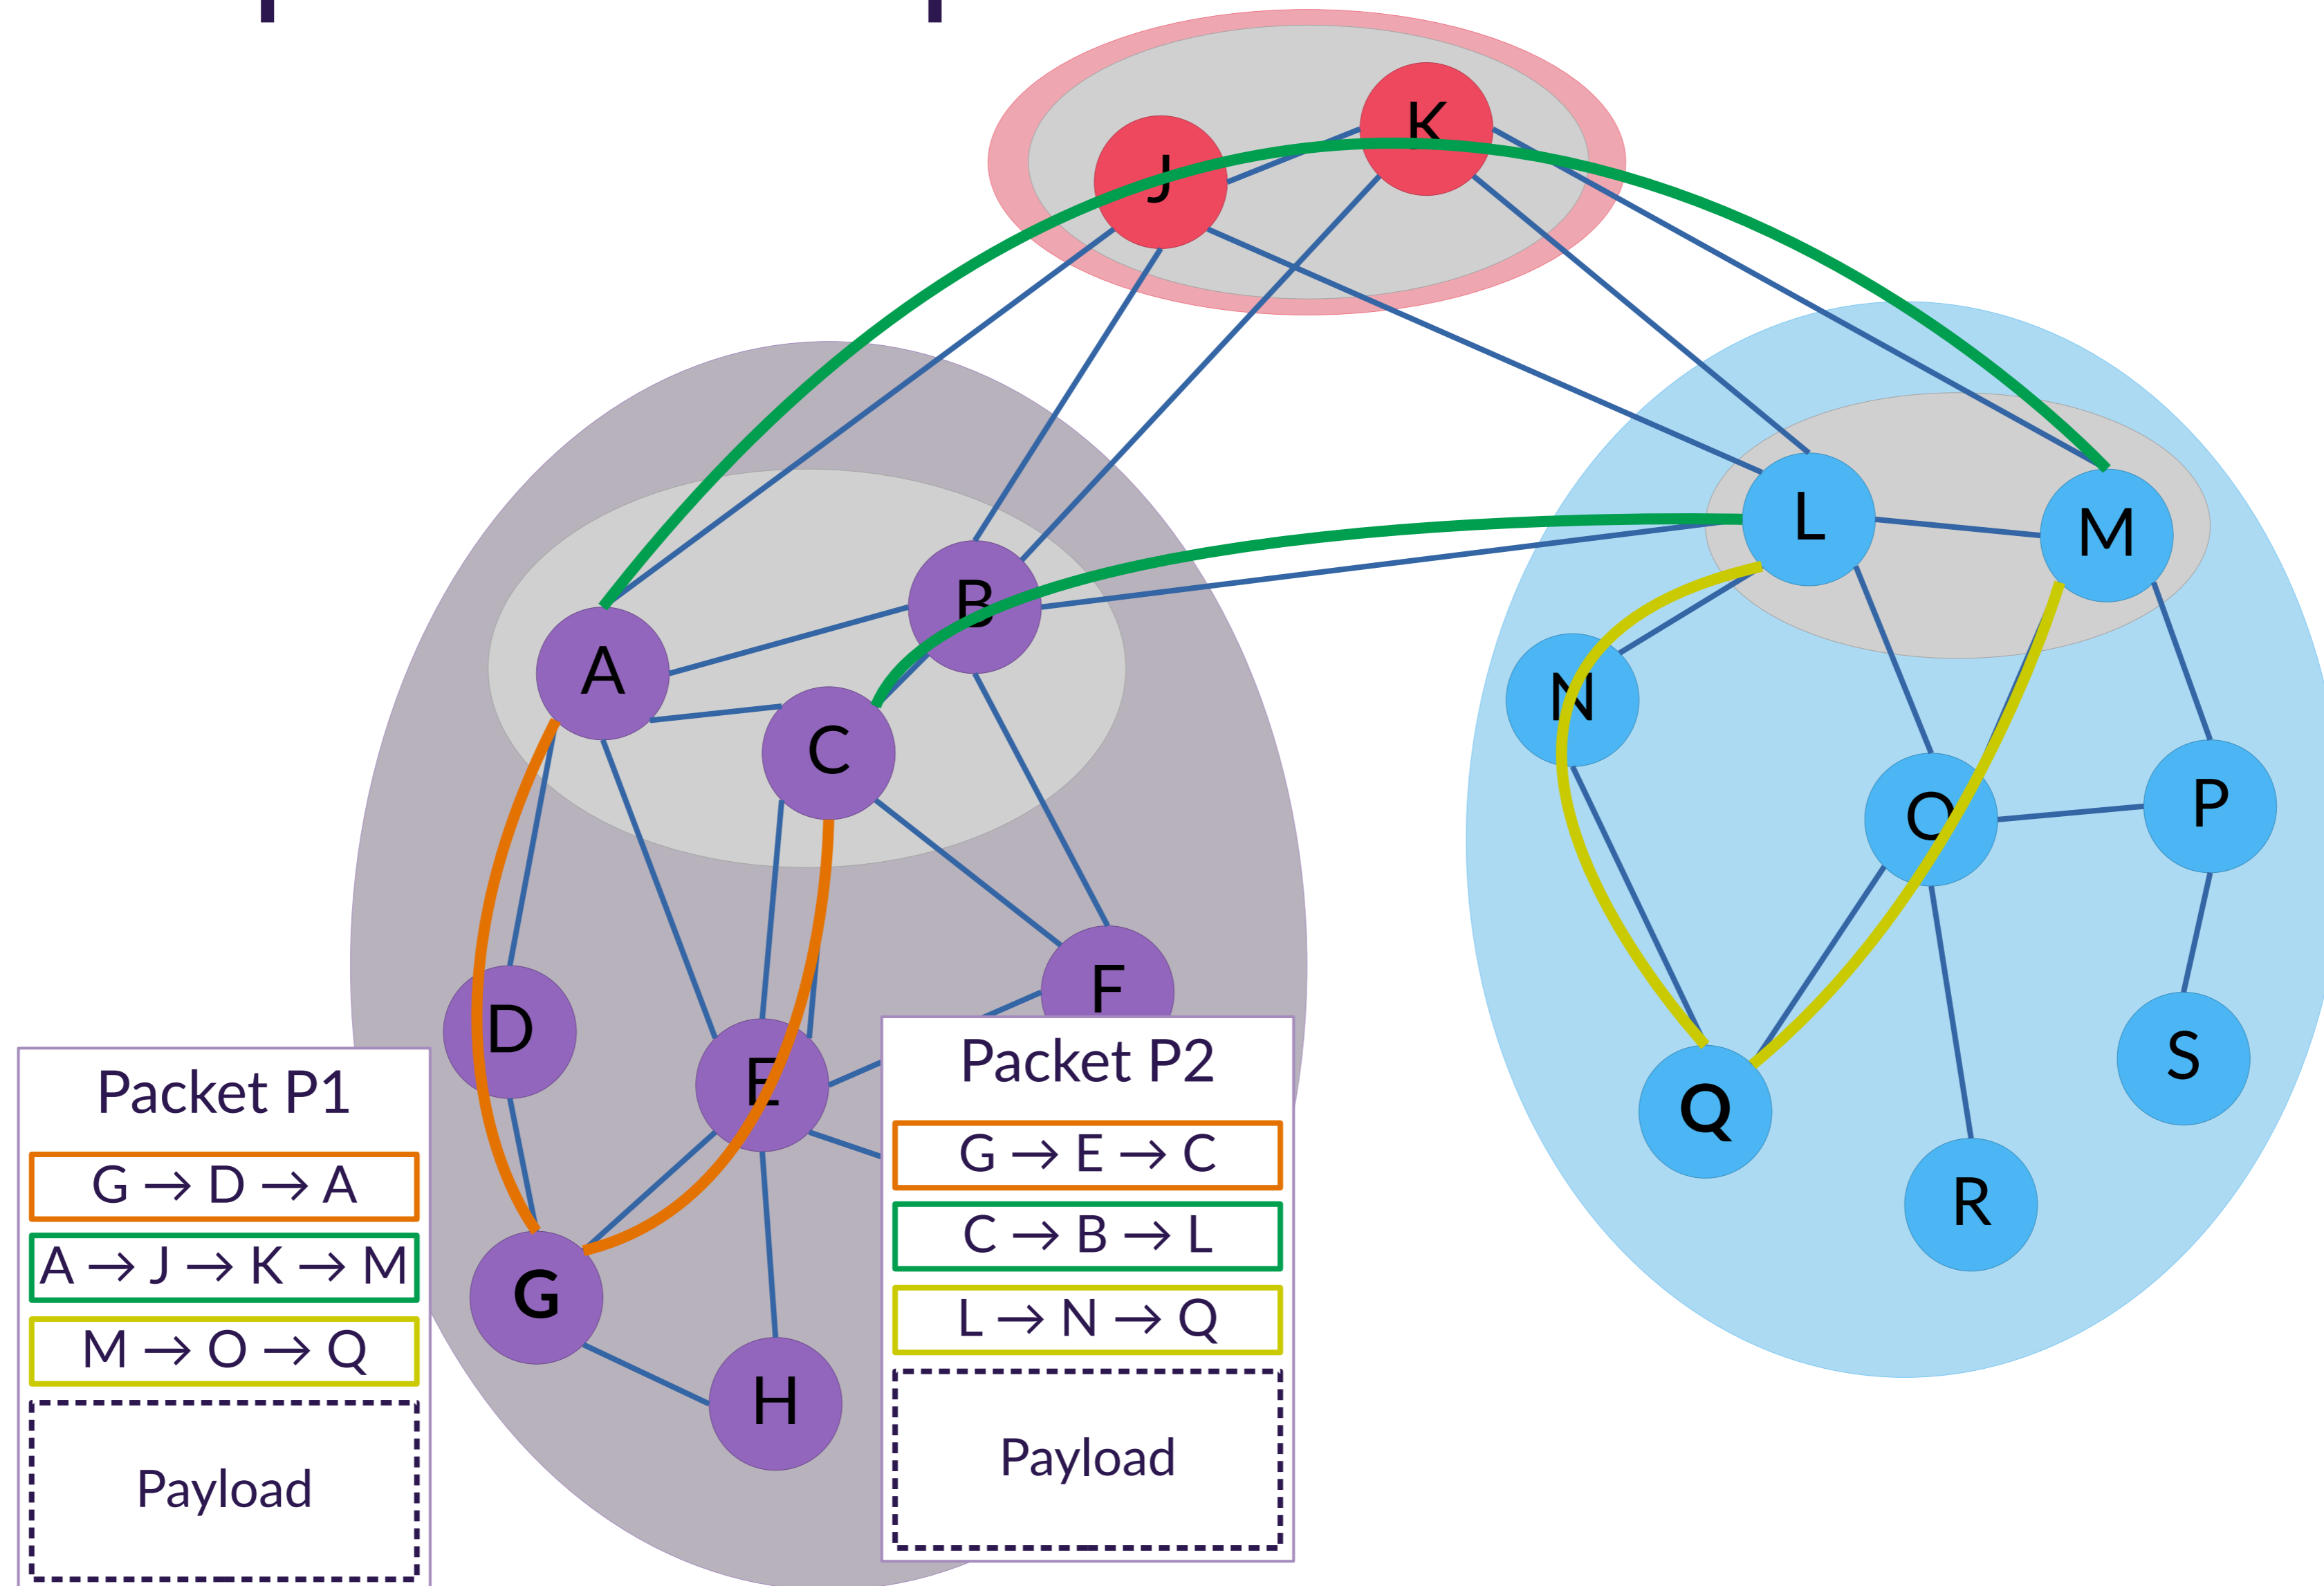 K
J
L
M
B
A
N
C
P
O
F
D
S
E
Q
R
G
H
Packet P1
G → D → A
A → J → K → M
M → O → Q
Payload
Packet P2
G → E → C
C → B → L
L → N → Q
Payload